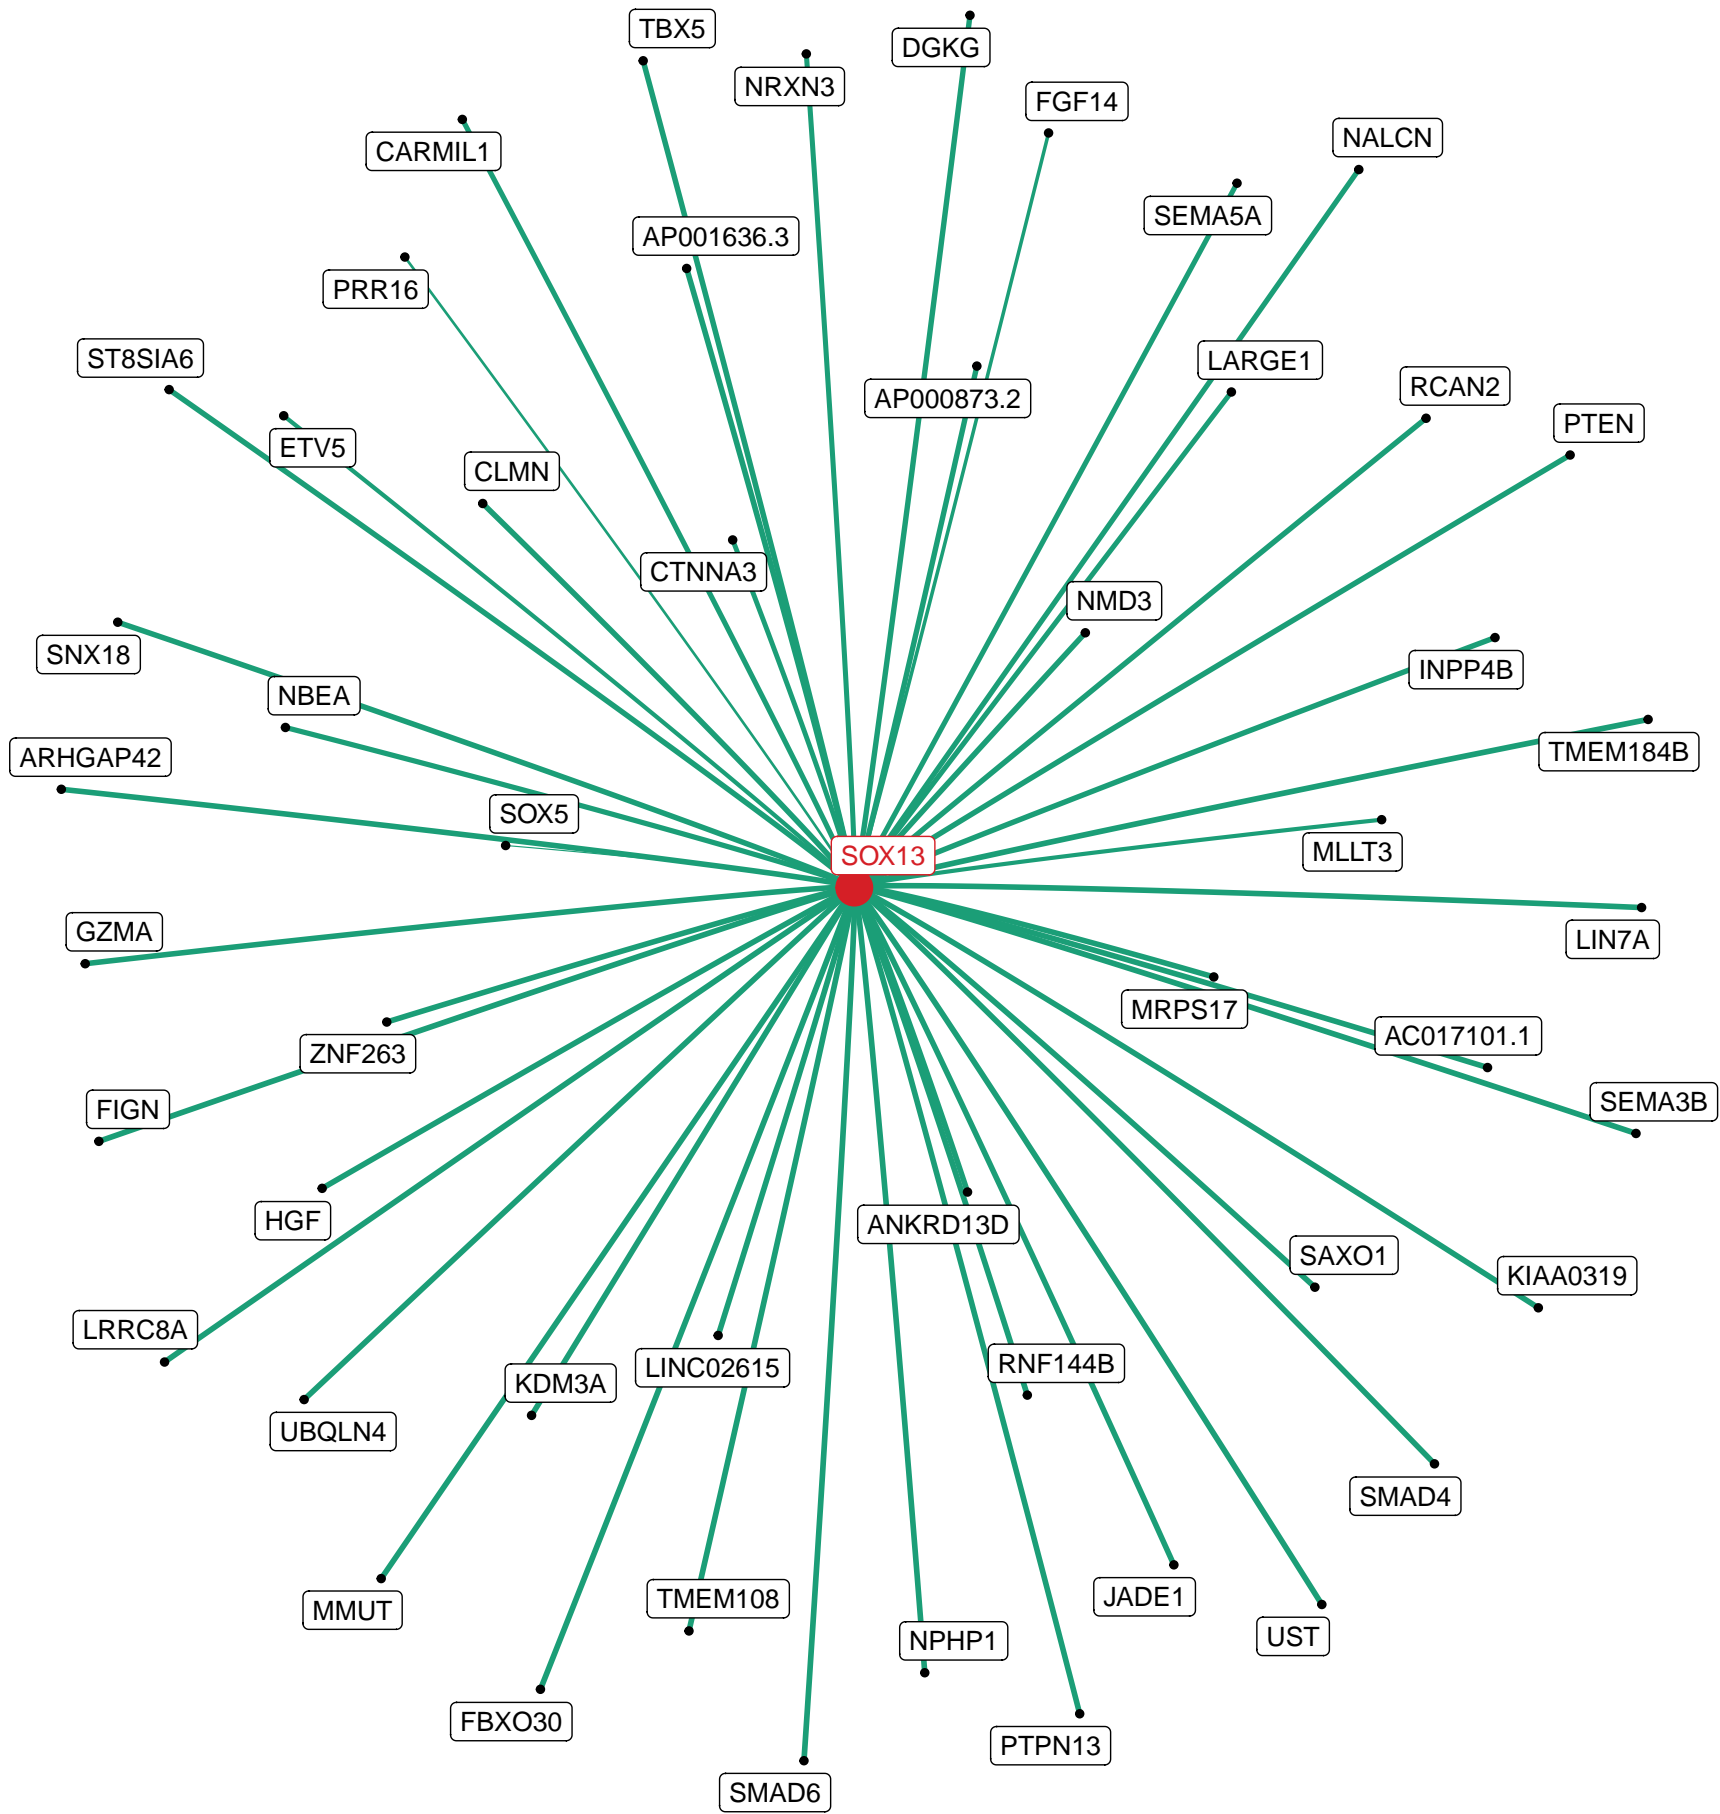 TBX5
DGKG
NRXN3
FGF14
NALCN
CARMIL1
SEMA5A
AP001636.3
PRR16
ST8SIA6
LARGE1
RCAN2
AP000873.2
PTEN
ETV5
CLMN
CTNNA3
NMD3
SNX18
INPP4B
NBEA
TMEM184B
ARHGAP42
SOX5
SOX13
MLLT3
GZMA
LIN7A
MRPS17
AC017101.1
ZNF263
SEMA3B
FIGN
HGF
ANKRD13D
SAXO1
KIAA0319
LRRC8A
RNF144B
LINC02615
KDM3A
UBQLN4
SMAD4
JADE1
TMEM108
MMUT
UST
NPHP1
FBXO30
PTPN13
SMAD6